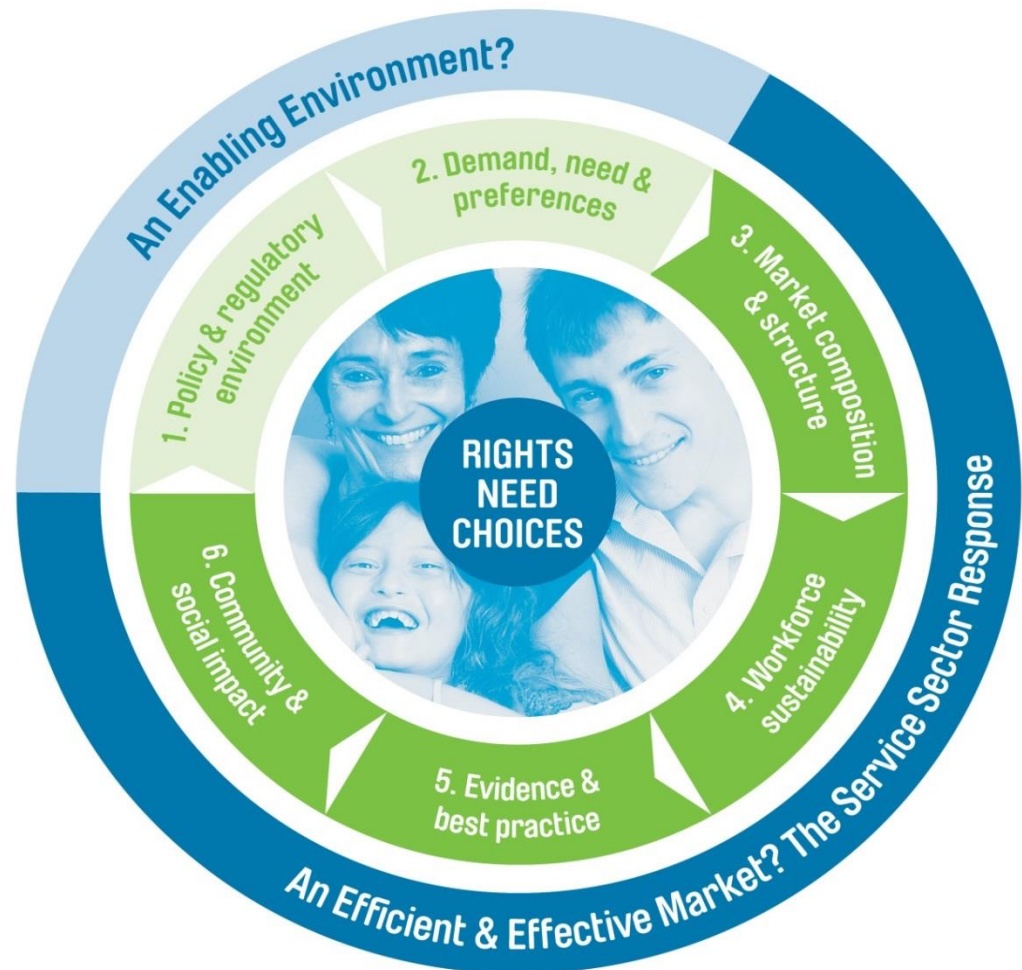 An Enabling Environment?
1. Policy & regulatory
environment
2. Demand, need &
preferences
3. Market composition
& structure
4. Workforce
sustainability
5. Evidence &
best practice
6. Community &
social impact
RIGHTS
NEED
CHOICES
An Efficient & Effective Market? The Service Sector Response